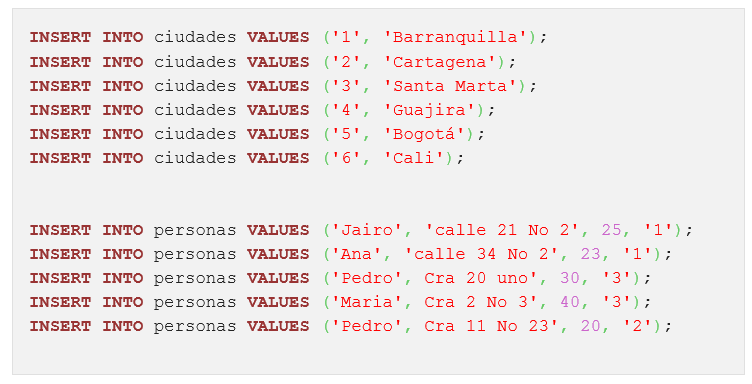 INSERT INTO ciudades VALUES ('1', 'Barranquilla');
INSERT INTO ciudades VALUES ('2', 'Cartagena');
INSERT INTO ciudades VALUES ('3', 'Santa Marta');
INSERT INTO ciudades VALUES ('4', 'Guajira');
INSERT INTO ciudades VALUES ('5', 'Bogotá');
INSERT INTO ciudades VALUES ('6', 'Cali');
INSERT INTO personas VALUES ('Jairo', 'calle 21 No 2', 25, '1');
INSERT INTO personas VALUES ('Ana', 'calle 34 No 2', 23, '1');
INSERT INTO personas VALUES ('Pedro', Cra 20 uno', 30, '3');
INSERT INTO personas VALUES ('Maria', Cra 2 No 3', 40, '3');
INSERT INTO personas VALUES ('Pedro', Cra 11 No 23', 20, '2');